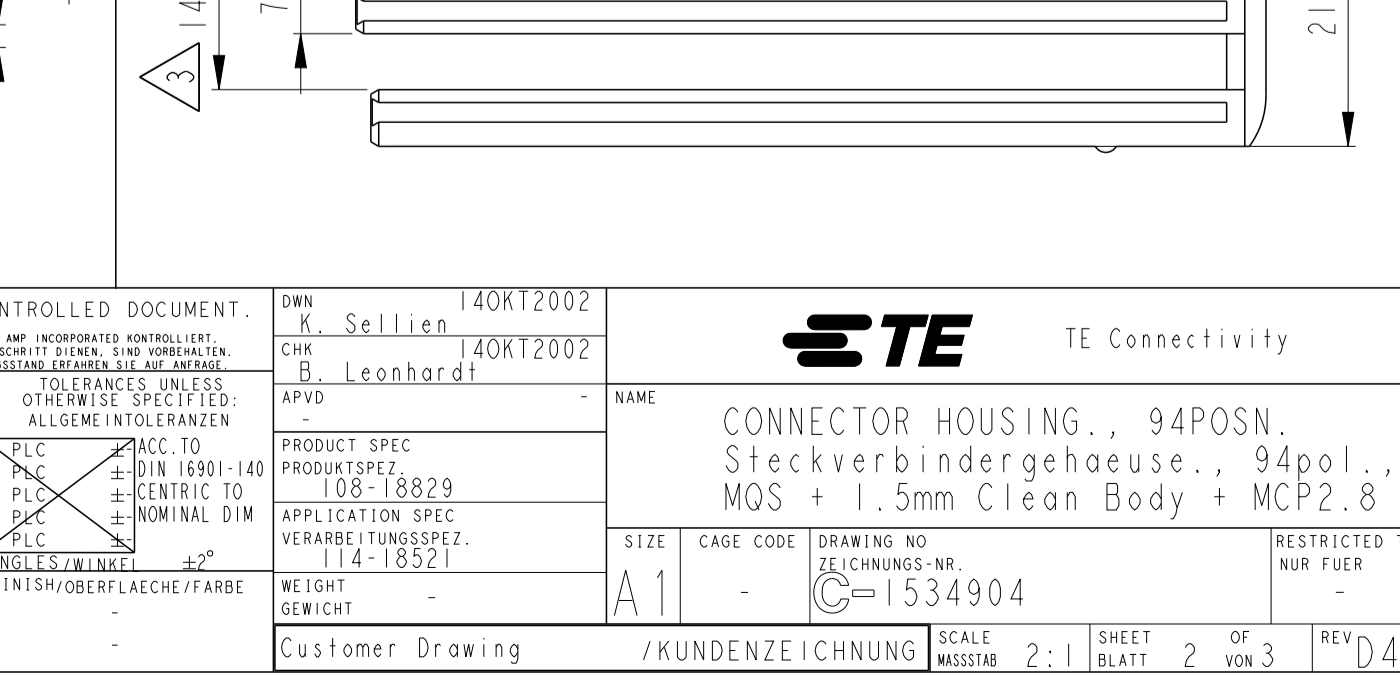 14
7
21
3
NTROLLED DOCUMENT.
AMP INCORPORATED KONTROLLIERT.
SCHRITT DIENEN, SIND VORBEHALTEN.
GSSTAND ERFAHREN SIE AUF ANFRAGE.
TOLERANCES UNLESS
OTHERWISE SPECIFIED:
ALLGEMEINTOLERANZEN
PLC ±- ACC.TO
PLC ±- DIN 16901-140
PLC ±- CENTRIC TO
PLC ±- NOMINAL DIM
PLC ±-
NGLES/WINKEL ±2°
INISH/OBERFLAECHE/FARBE
-
-
DWN 14OKT2002
K. Sellien
CHK 14OKT2002
B. Leonhardt
APVD -
-
PRODUCT SPEC
PRODUKTSPEZ.
108-18829
APPLICATION SPEC
VERARBEITUNGSSPEZ.
114-18521
WEIGHT
GEWICHT -
Customer Drawing /KUNDENZEICHNUNG
TE TE Connectivity
NAME
CONNECTOR HOUSING., 94POSN.
Steckverbindergehaeuse., 94pol.,
MQS + 1.5mm Clean Body + MCP2.8
SIZE
A1
CAGE CODE
-
DRAWING NO
ZEICHNUNGS-NR.
C-1534904
RESTRICTED T
NUR FUER
-
SCALE
MASSSTAB 2:1
SHEET
BLATT 2
OF
VON 3
REV D4